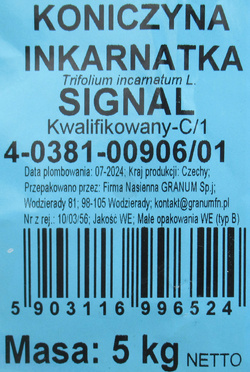 KONICZYNA
INKARNATKA
Trifolium incarnatum L.
SIGNAL
Kwalifikowany-C/1
4-0381-00906/01
Data plombowania: 07-2024; Kraj produkcji: Czechy;
Przepakowano przez: Firma Nasienna GRANUM Sp.j;
Wodzierady 81; 98-105 Wodzierady; kontakt@granumfn.pl
Nr z rej.: 10/03/56; Jakość WE; Małe opakowania WE (typ B)
5 903116 996524
Masa: 5 kg NETTO